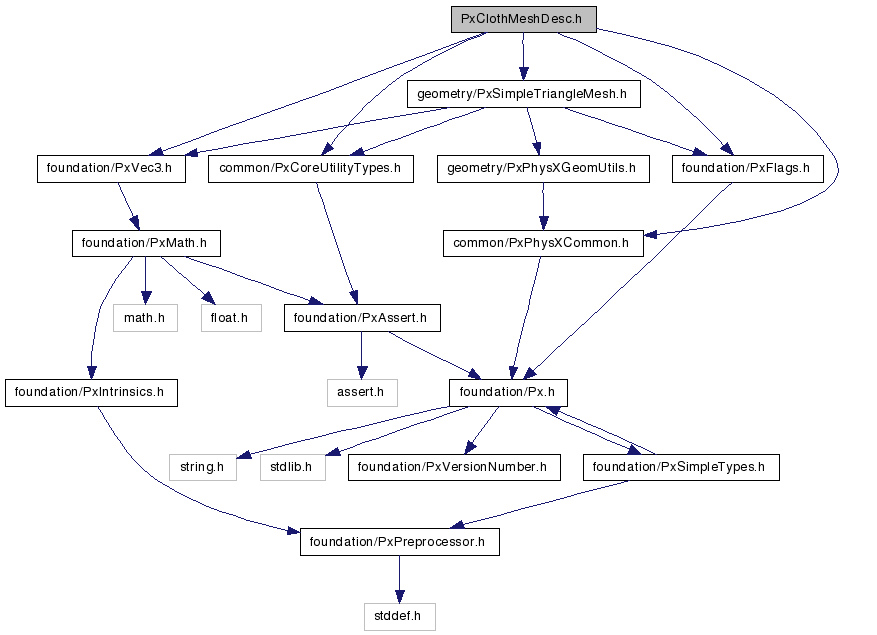 PxClothMeshDesc.h
geometry/PxSimpleTriangleMesh.h
foundation/PxVec3.h
common/PxCoreUtilityTypes.h
geometry/PxPhysXGeomUtils.h
foundation/PxFlags.h
foundation/PxMath.h
common/PxPhysXCommon.h
math.h
float.h
foundation/PxAssert.h
foundation/PxIntrinsics.h
assert.h
foundation/Px.h
string.h
stdlib.h
foundation/PxVersionNumber.h
foundation/PxSimpleTypes.h
foundation/PxPreprocessor.h
stddef.h